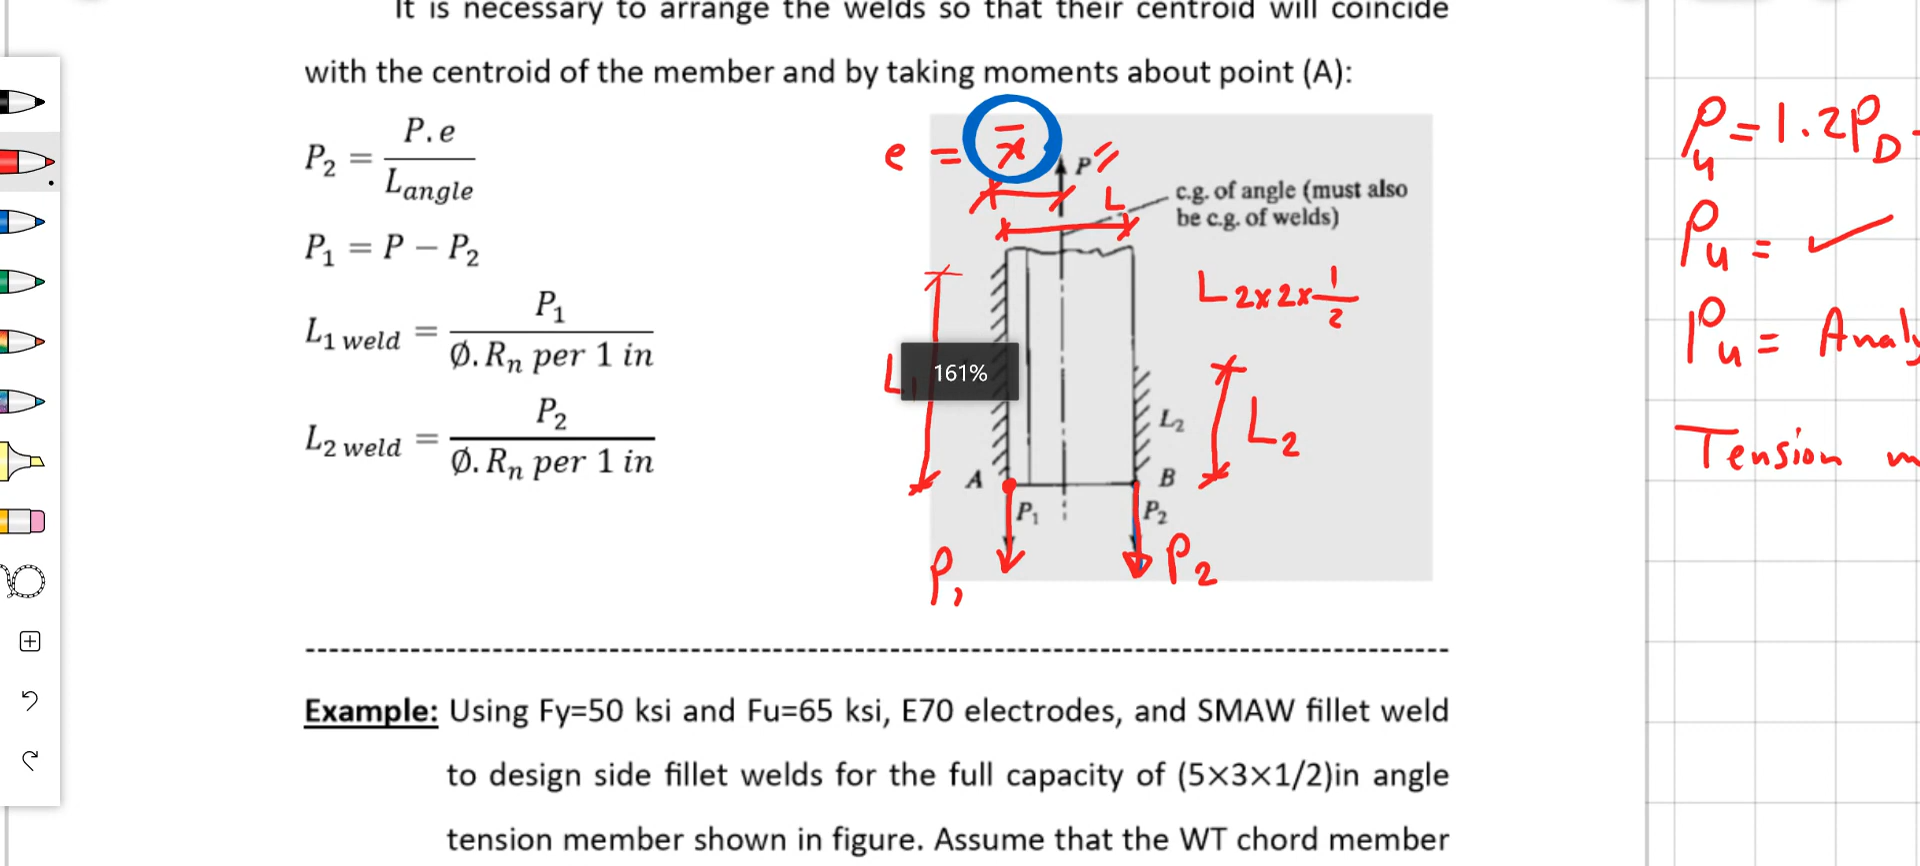 It is necessary to arrange the welds so that their centroid will coincide
with the centroid of the member and by taking moments about point (A):
P₂ = P.e / L_angle
P₁ = P − P₂
L₁ weld = P₁ / Ø.Rₙ per 1 in
L₂ weld = P₂ / Ø.Rₙ per 1 in
e = x̄
P
L
c.g. of angle (must also
be c.g. of welds)
L 2x2x1/2
L
161%
L₂
L₂
A
B
P₁
P₂
P₁
P₂
Pu = 1.2PD
Pu = ✓
Pu = Analy
Tension m
Example: Using Fy=50 ksi and Fu=65 ksi, E70 electrodes, and SMAW fillet weld
to design side fillet welds for the full capacity of (5×3×1/2)in angle
tension member shown in figure. Assume that the WT chord member